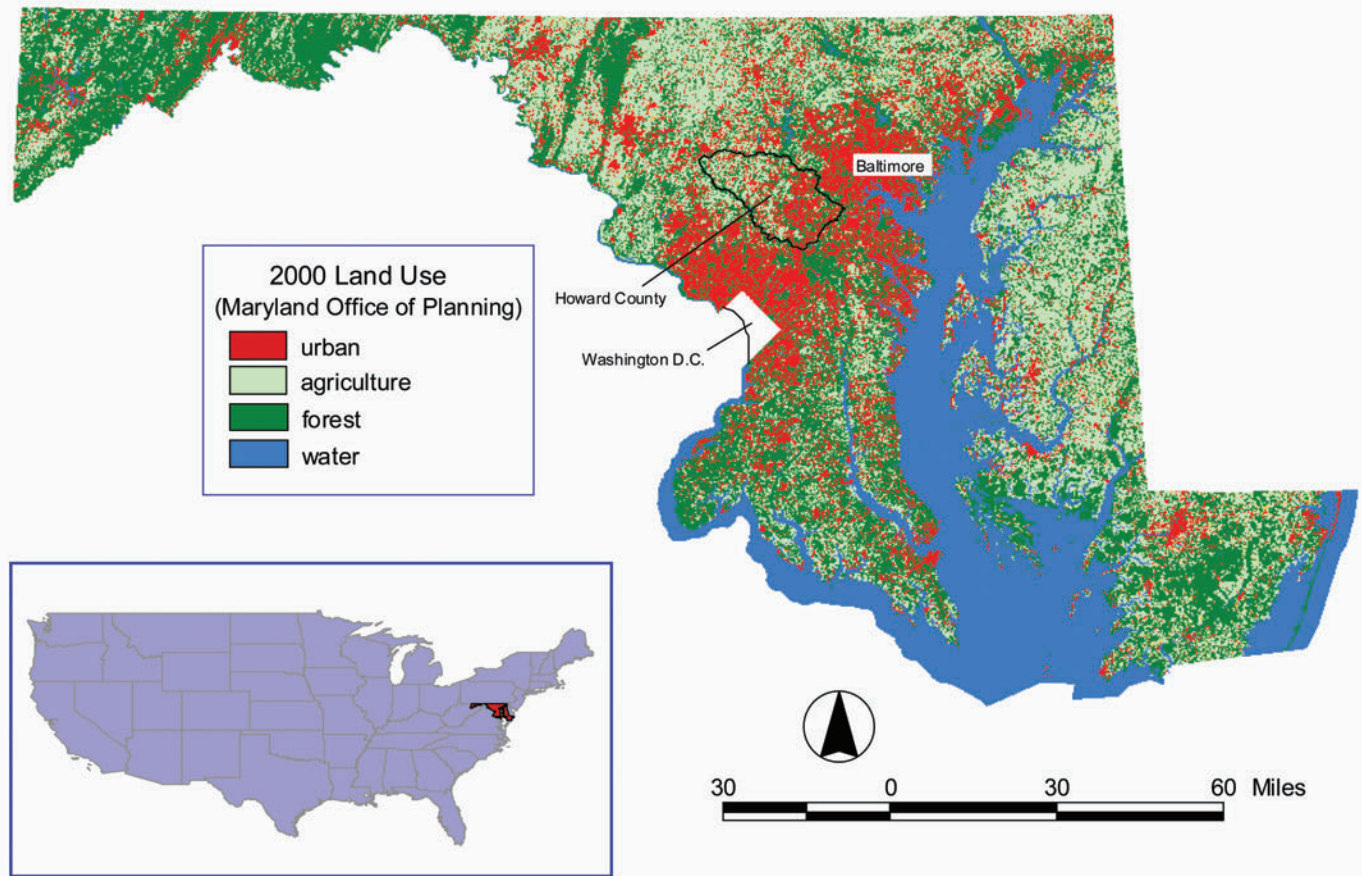 Baltimore
Howard County
Washington D.C.
2000 Land Use
(Maryland Office of Planning)
urban
agriculture
forest
water
30 0 30 60 Miles